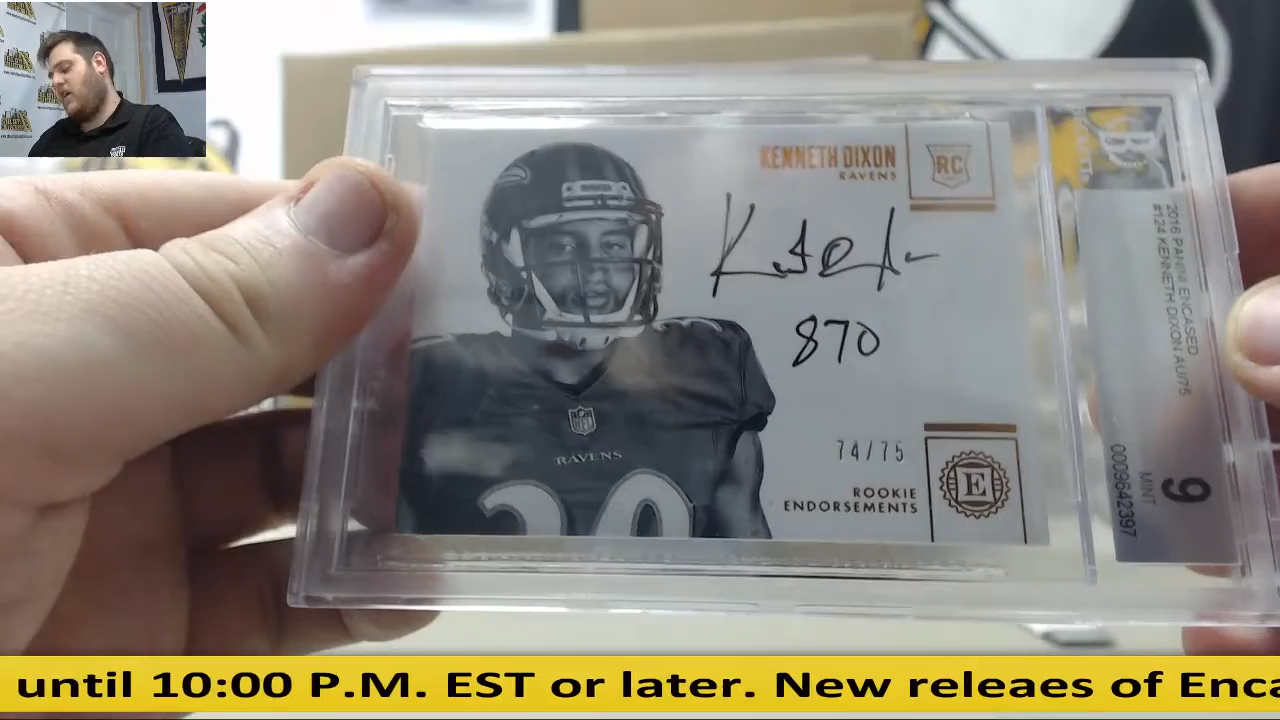 KENNETH DIXON
RAVENS
RC
870
74/75
ROOKIE
ENDORSEMENTS
E
NFL
RAVENS
2016 PANINI ENCASED
#124 KENNETH DIXON AU/75
MINT
9
0009642397
until 10:00 P.M. EST or later. New releaes of Enca